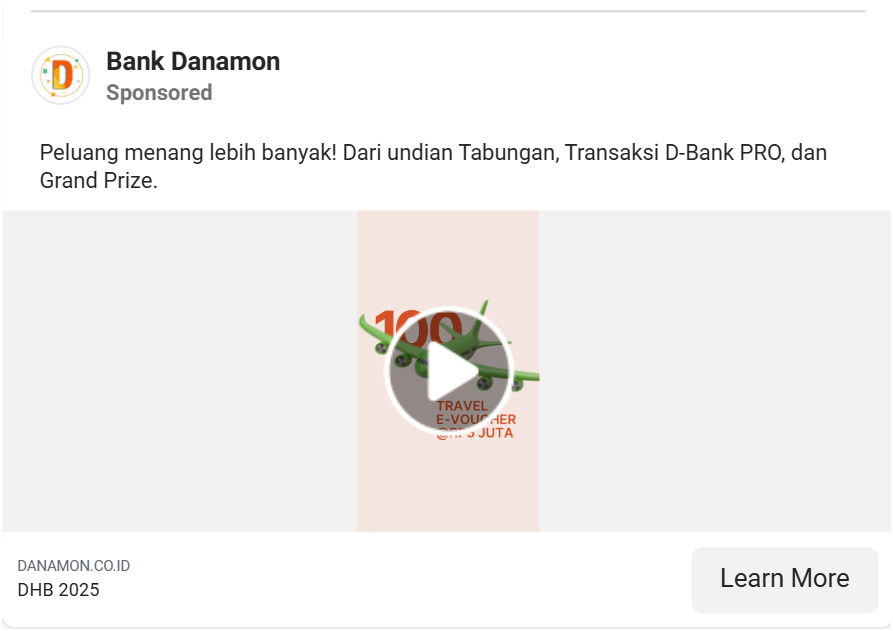 D
Bank Danamon
Sponsored
Peluang menang lebih banyak! Dari undian Tabungan, Transaksi D-Bank PRO, dan
Grand Prize.
100
TRAVEL
E-VOUCHER
@RP5 JUTA
DANAMON.CO.ID
DHB 2025
Learn More